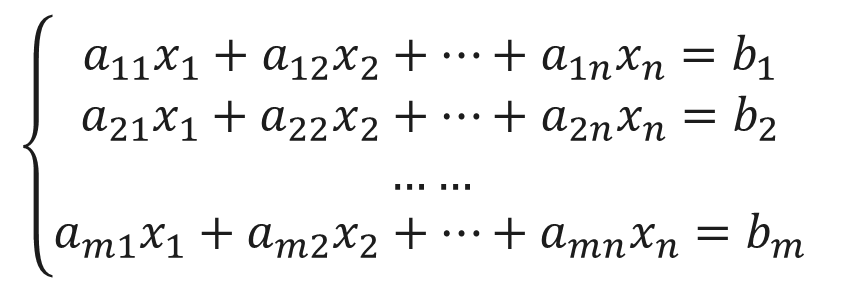 a₁₁x₁ + a₁₂x₂ + ⋯ + a₁ₙxₙ = b₁
a₂₁x₁ + a₂₂x₂ + ⋯ + a₂ₙxₙ = b₂
… …
aₘ₁x₁ + aₘ₂x₂ + ⋯ + aₘₙxₙ = bₘ